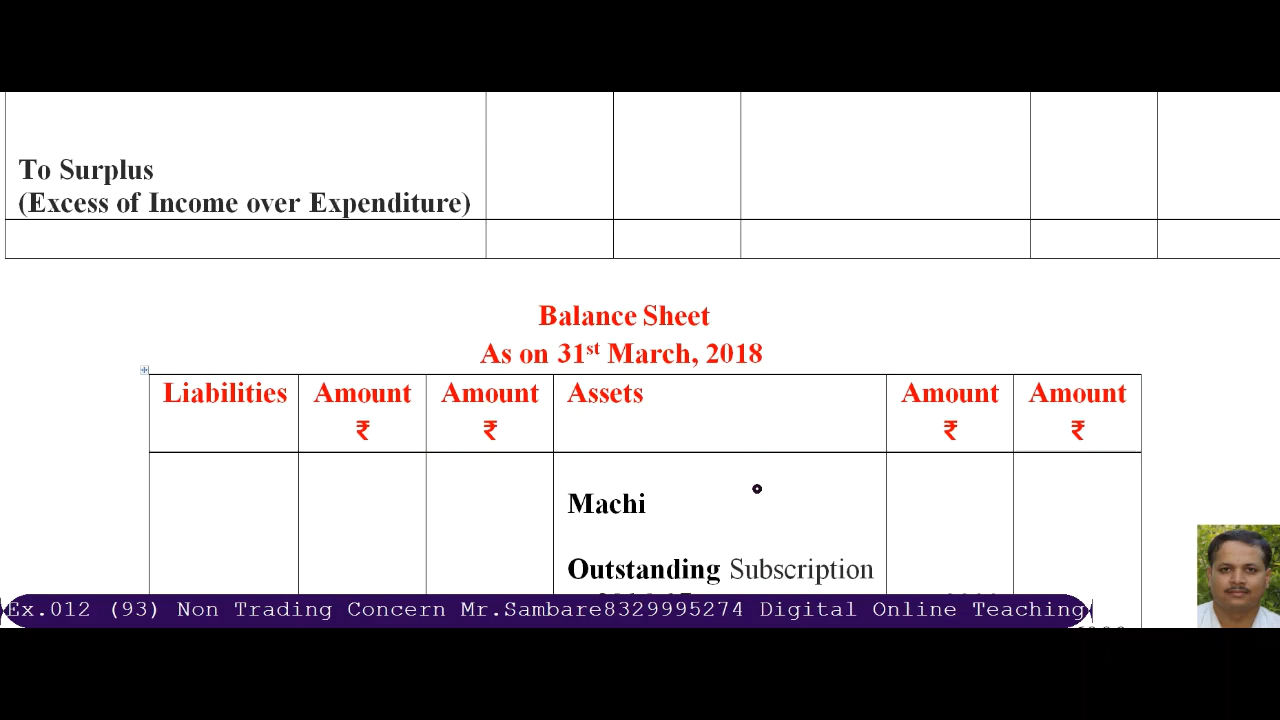 To Surplus
(Excess of Income over Expenditure)
Balance Sheet
As on 31st March, 2018
Liabilities Amount ₹ Amount ₹ Assets Amount ₹ Amount ₹
Machi
Outstanding Subscription
Ex.012 (93) Non Trading Concern Mr.Sambare8329995274 Digital Online Teaching